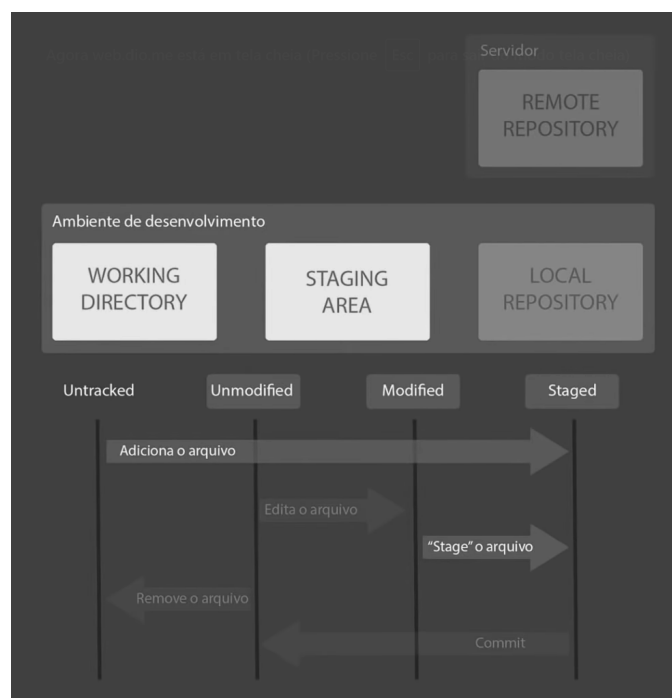 Servidor
REMOTE
REPOSITORY
Ambiente de desenvolvimento
WORKING
DIRECTORY
STAGING
AREA
LOCAL
REPOSITORY
Untracked
Unmodified
Modified
Staged
Adiciona o arquivo
Edita o arquivo
"Stage" o arquivo
Remove o arquivo
Commit